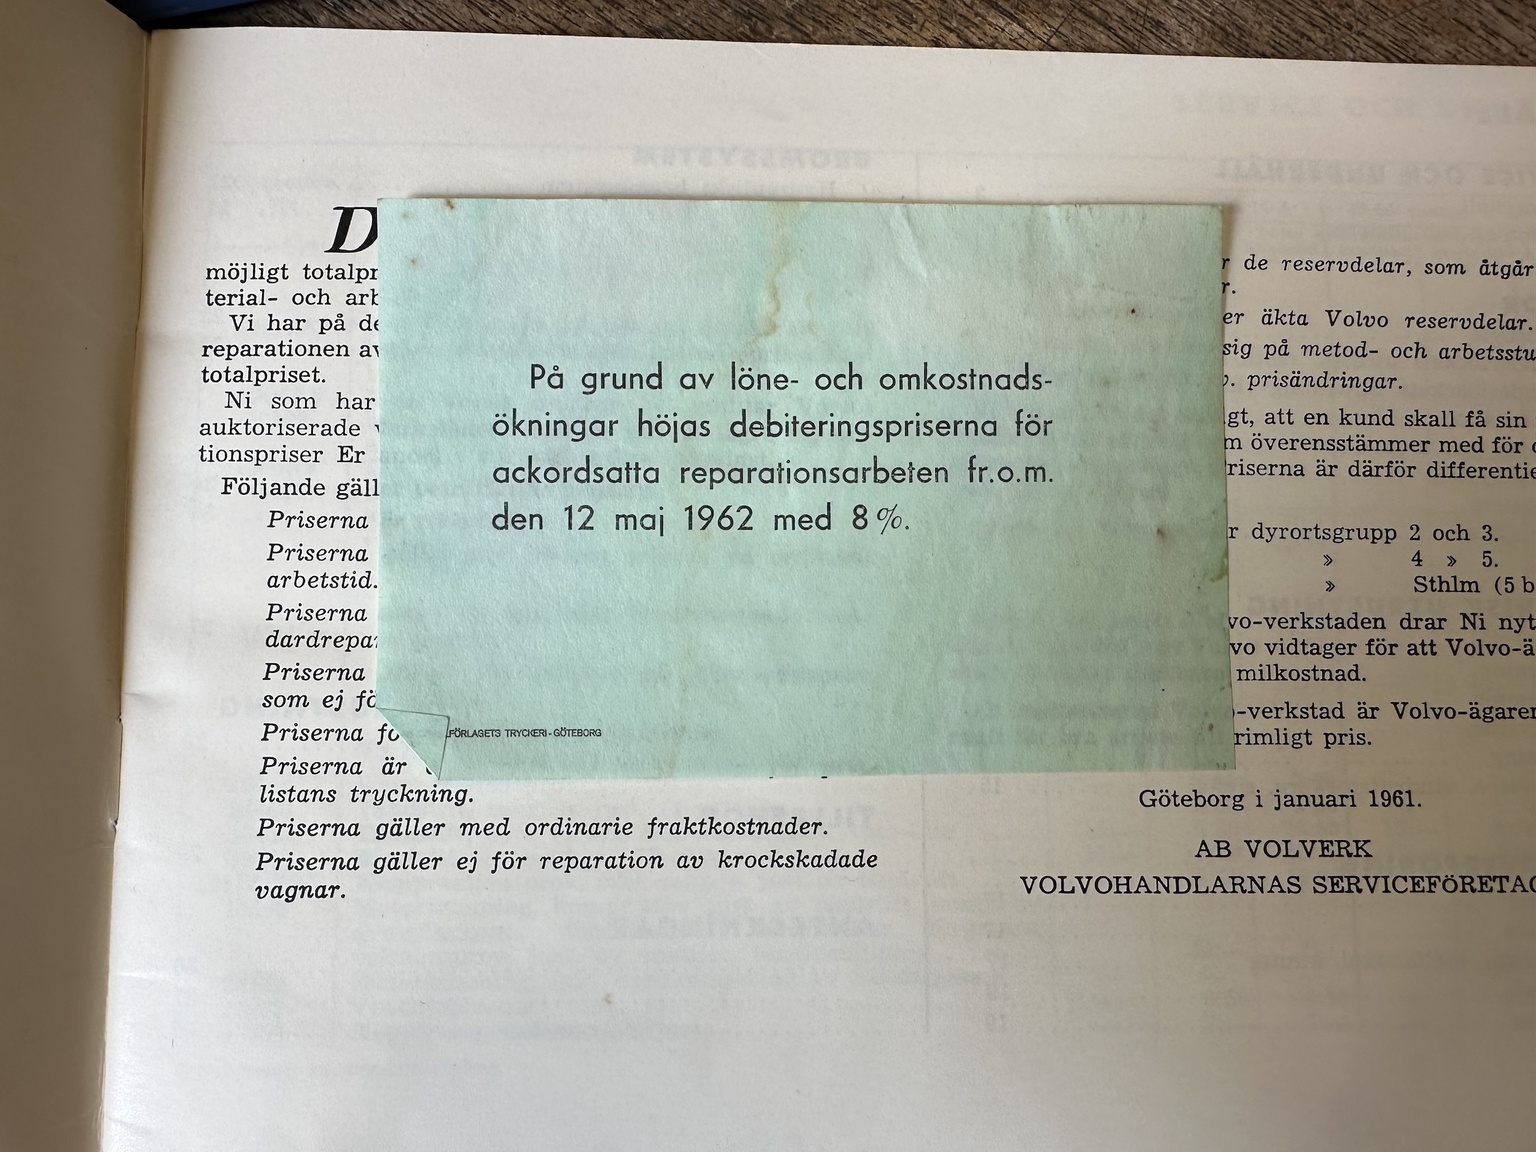 D
möjligt totalpr
terial- och arb
Vi har på de
reparationen av
totalpriset.
Ni som har
auktoriserade
tionspriser Er
Följande gäll
Priserna
Priserna
arbetstid.
Priserna
dardrepar
Priserna
som ej fö
Priserna fo
Priserna är
listans tryckning.
Priserna gäller med ordinarie fraktkostnader.
Priserna gäller ej för reparation av krockskadade
vagnar.
På grund av löne- och omkostnads-
ökningar höjas debiteringspriserna för
ackordsatta reparationsarbeten fr.o.m.
den 12 maj 1962 med 8%.
FÖRLAGETS TRYCKERI - GÖTEBORG
r de reservdelar, som åtgår
r.
er äkta Volvo reservdelar.
sig på metod- och arbetsstu
. prisändringar.
gt, att en kund skall få sin
m överensstämmer med för
riserna är därför differentie
r dyrortsgrupp 2 och 3.
» 4 » 5.
» Sthlm (5 b
vo-verkstaden drar Ni nyt
vo vidtager för att Volvo-ä
milkostnad.
-verkstad är Volvo-ägaren
rimligt pris.
Göteborg i januari 1961.
AB VOLVERK
VOLVOHANDLARNAS SERVICEFÖRETAG